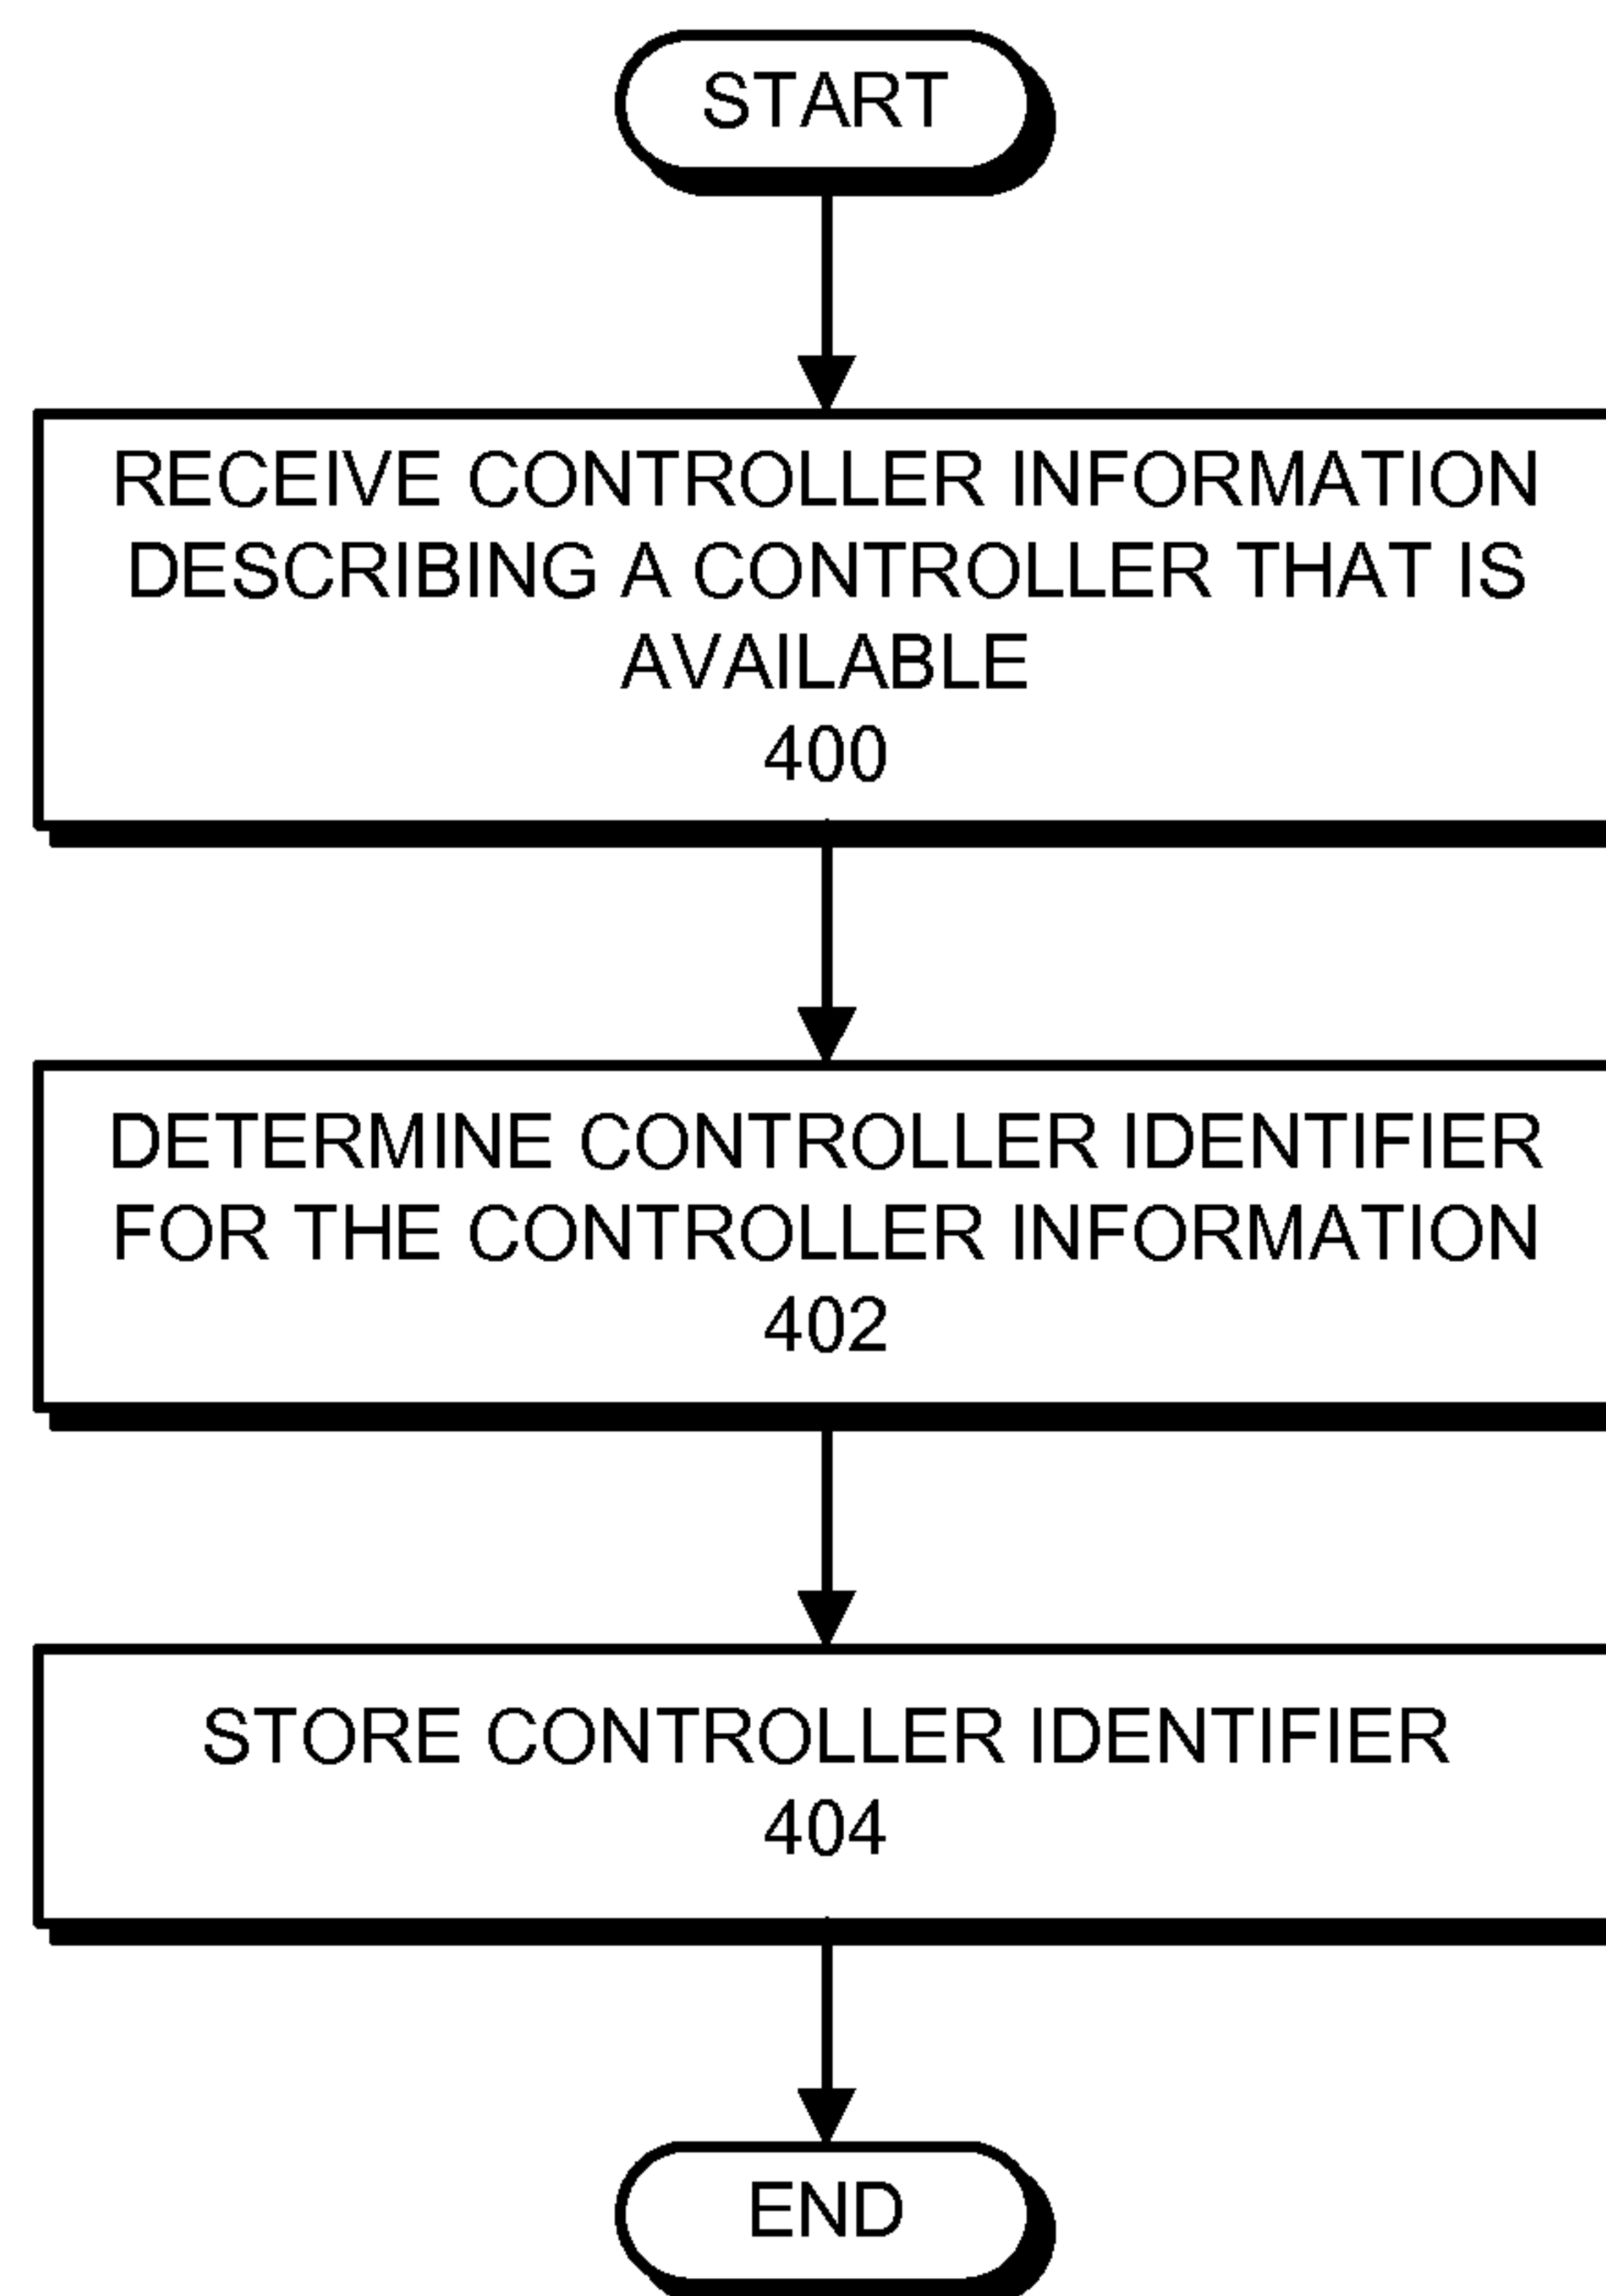 START
RECEIVE CONTROLLER INFORMATION
DESCRIBING A CONTROLLER THAT IS
AVAILABLE
400
DETERMINE CONTROLLER IDENTIFIER
FOR THE CONTROLLER INFORMATION
402
STORE CONTROLLER IDENTIFIER
404
END